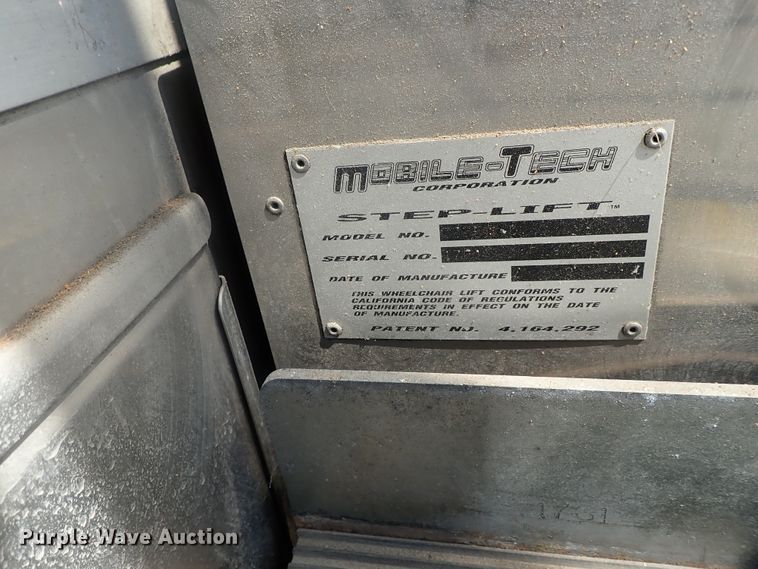 MOBILE-TECH
CORPORATION
STEP-LIFT™
MODEL NO.
SERIAL NO.
DATE OF MANUFACTURE
THIS WHEELCHAIR LIFT CONFORMS TO THE
CALIFORNIA CODE OF REGULATIONS
REQUIREMENTS IN EFFECT ON THE DATE
OF MANUFACTURE.
PATENT NO. 4,164,292
Purple Wave Auction